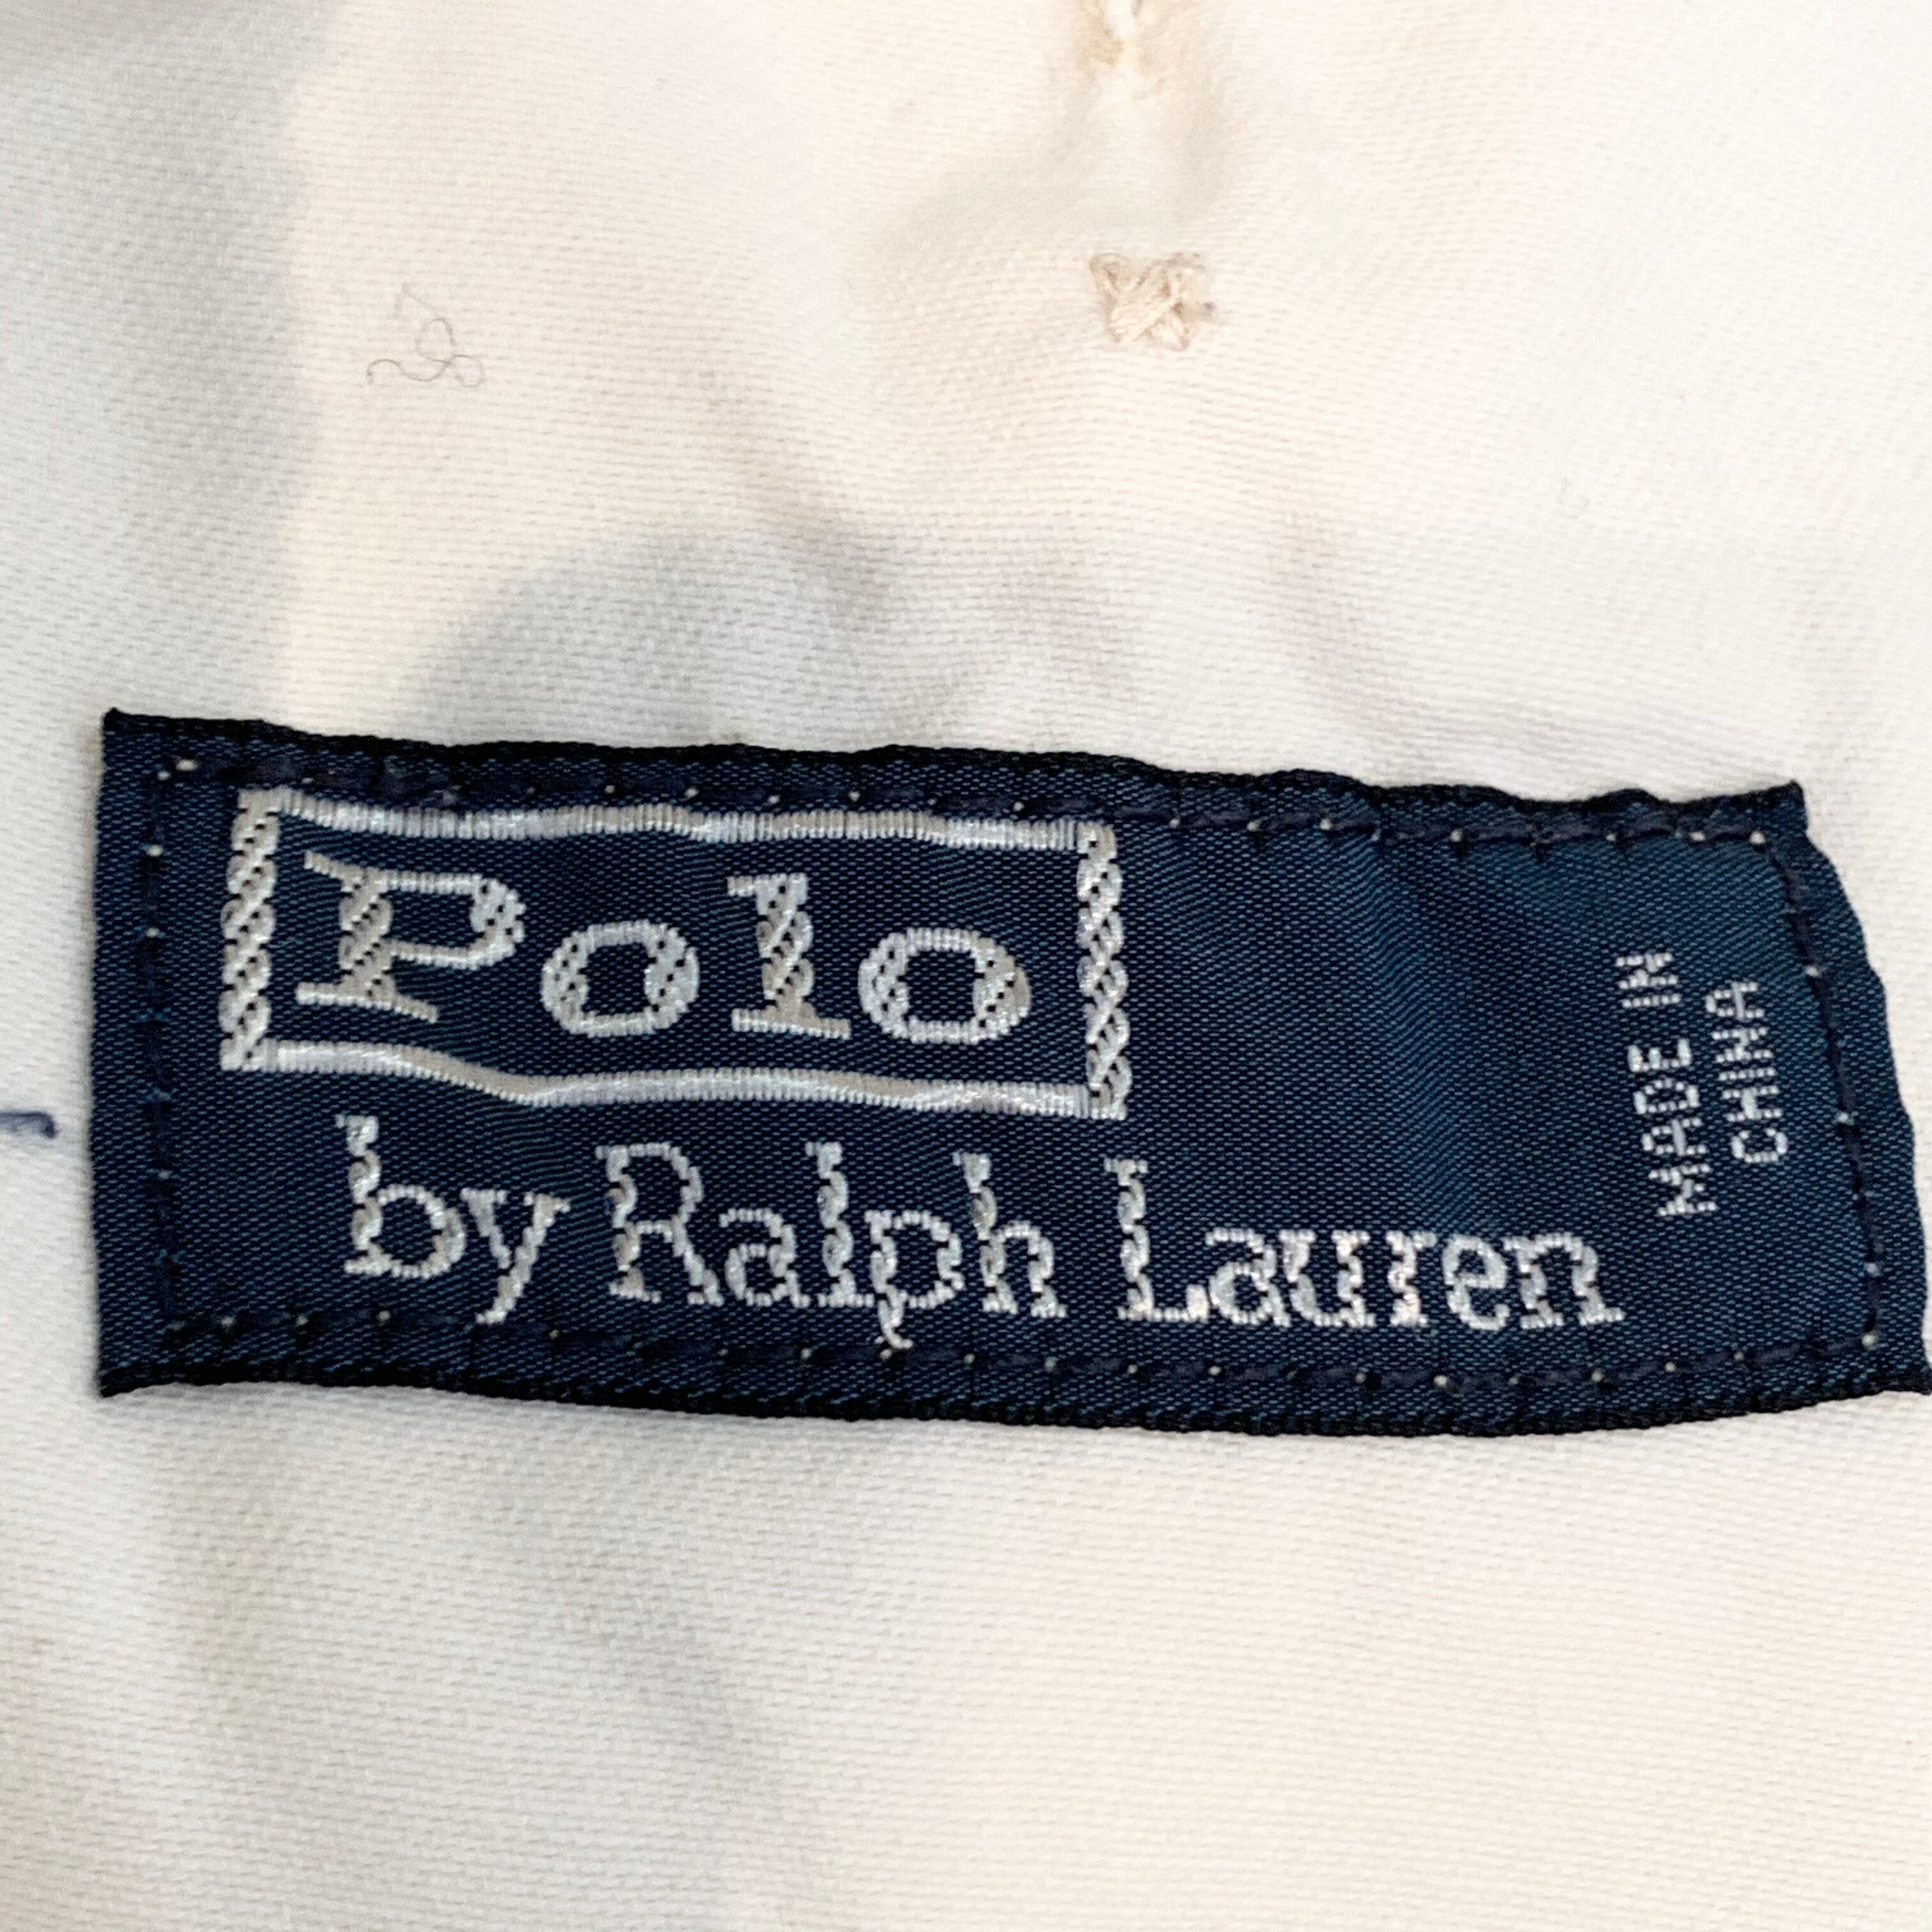 Polo
by Ralph Lauren
MADE IN
CHINA